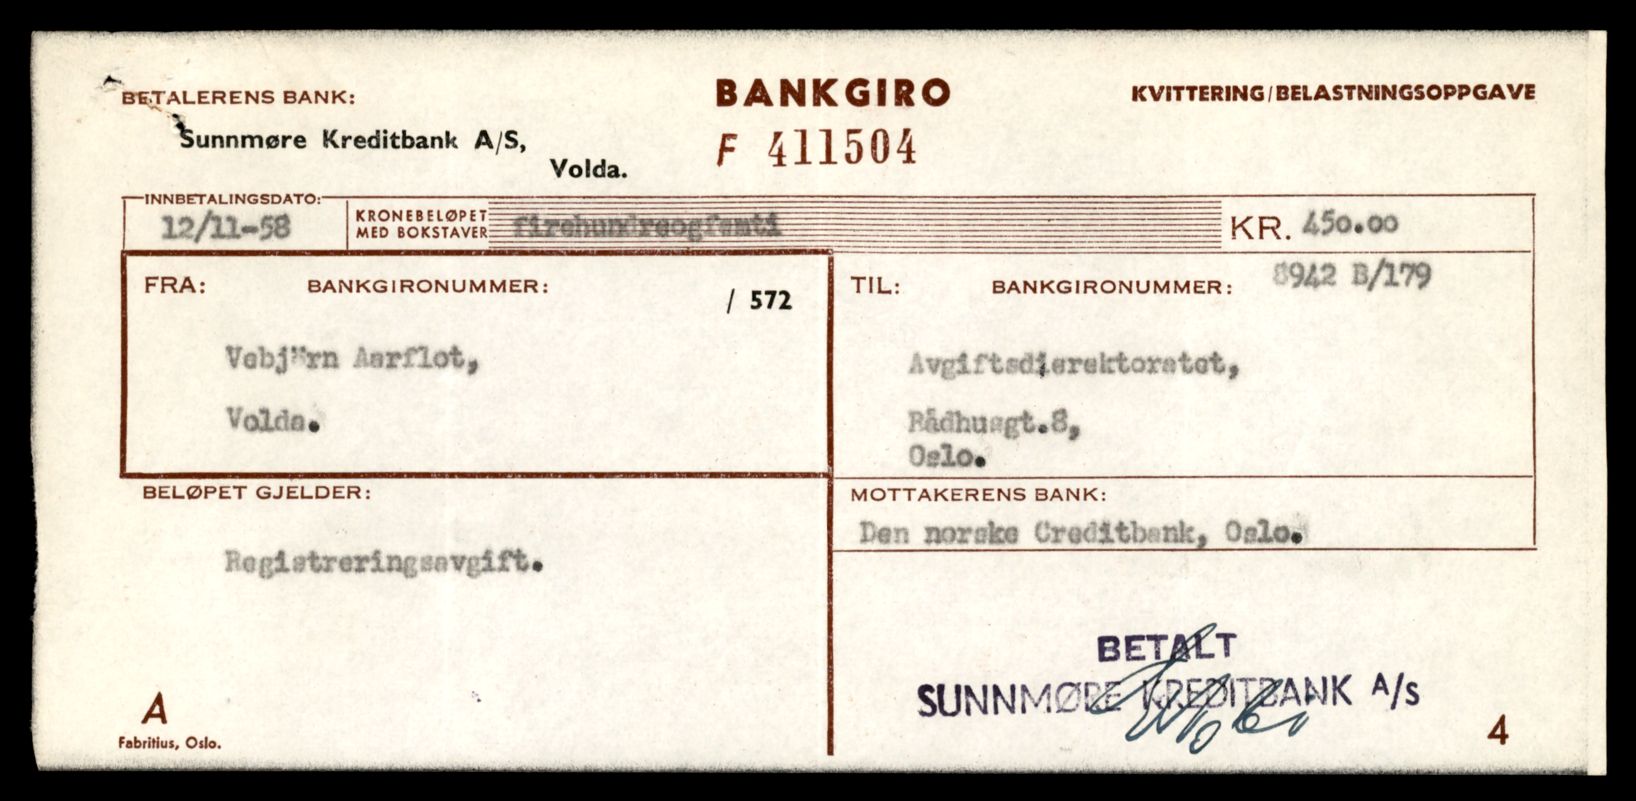 BETALERENS BANK:
BANKGIRO
KVITTERING/BELASTNINGSOPPGAVE
Sunnmøre Kreditbank A/S,
Volda.
F 411504
INNBETALINGSDATO:
12/11-58
KRONEBELØPET
MED BOKSTAVER
firehundreogfemti
KR. 450.00
FRA: BANKGIRONUMMER:
/ 572
Vebj"rn Aarflot,
Volda.
TIL: BANKGIRONUMMER: 8942 B/179
Avgiftsdierektoratet,
Rådhusgt.8,
Oslo.
BELØPET GJELDER:
Registreringsavgift.
MOTTAKERENS BANK:
Den norske Creditbank, Oslo.
BETALT
SUNNMØRE KREDITBANK A/S
A
Fabritius, Oslo.
4